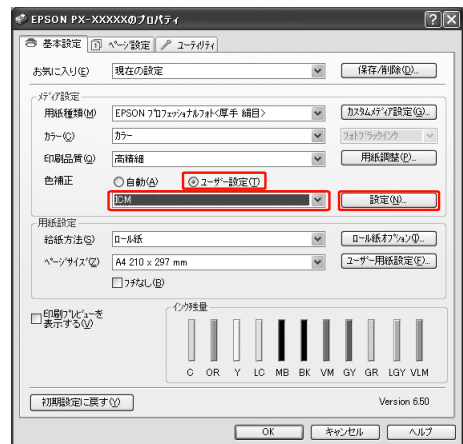 EPSON PX-XXXXXのプロパティ
基本設定 ページ設定 ユーティリティ
お気に入り(E) 現在の設定 保存/削除(D)...
メディア設定
用紙種類(M) EPSON プロフェッショナルフォト<厚手 絹目> カスタムメディア設定(G)...
カラー(C) カラー フォトブラックインク
印刷品質(Q) 高精細 用紙調整(P)...
色補正 自動(A) ユーザー設定(T)
ICM 設定(N)...
用紙設定
給紙方法(S) ロール紙 ロール紙オプション(I)...
ページサイズ(Z) A4 210 x 297 mm ユーザー用紙設定(F)...
フチなし(B)
印刷プレビューを
表示する(V)
インク残量
C OR Y LC MB BK VM GY GR LGY VLM
初期設定に戻す(Y) Version 6.50
OK キャンセル ヘルプ